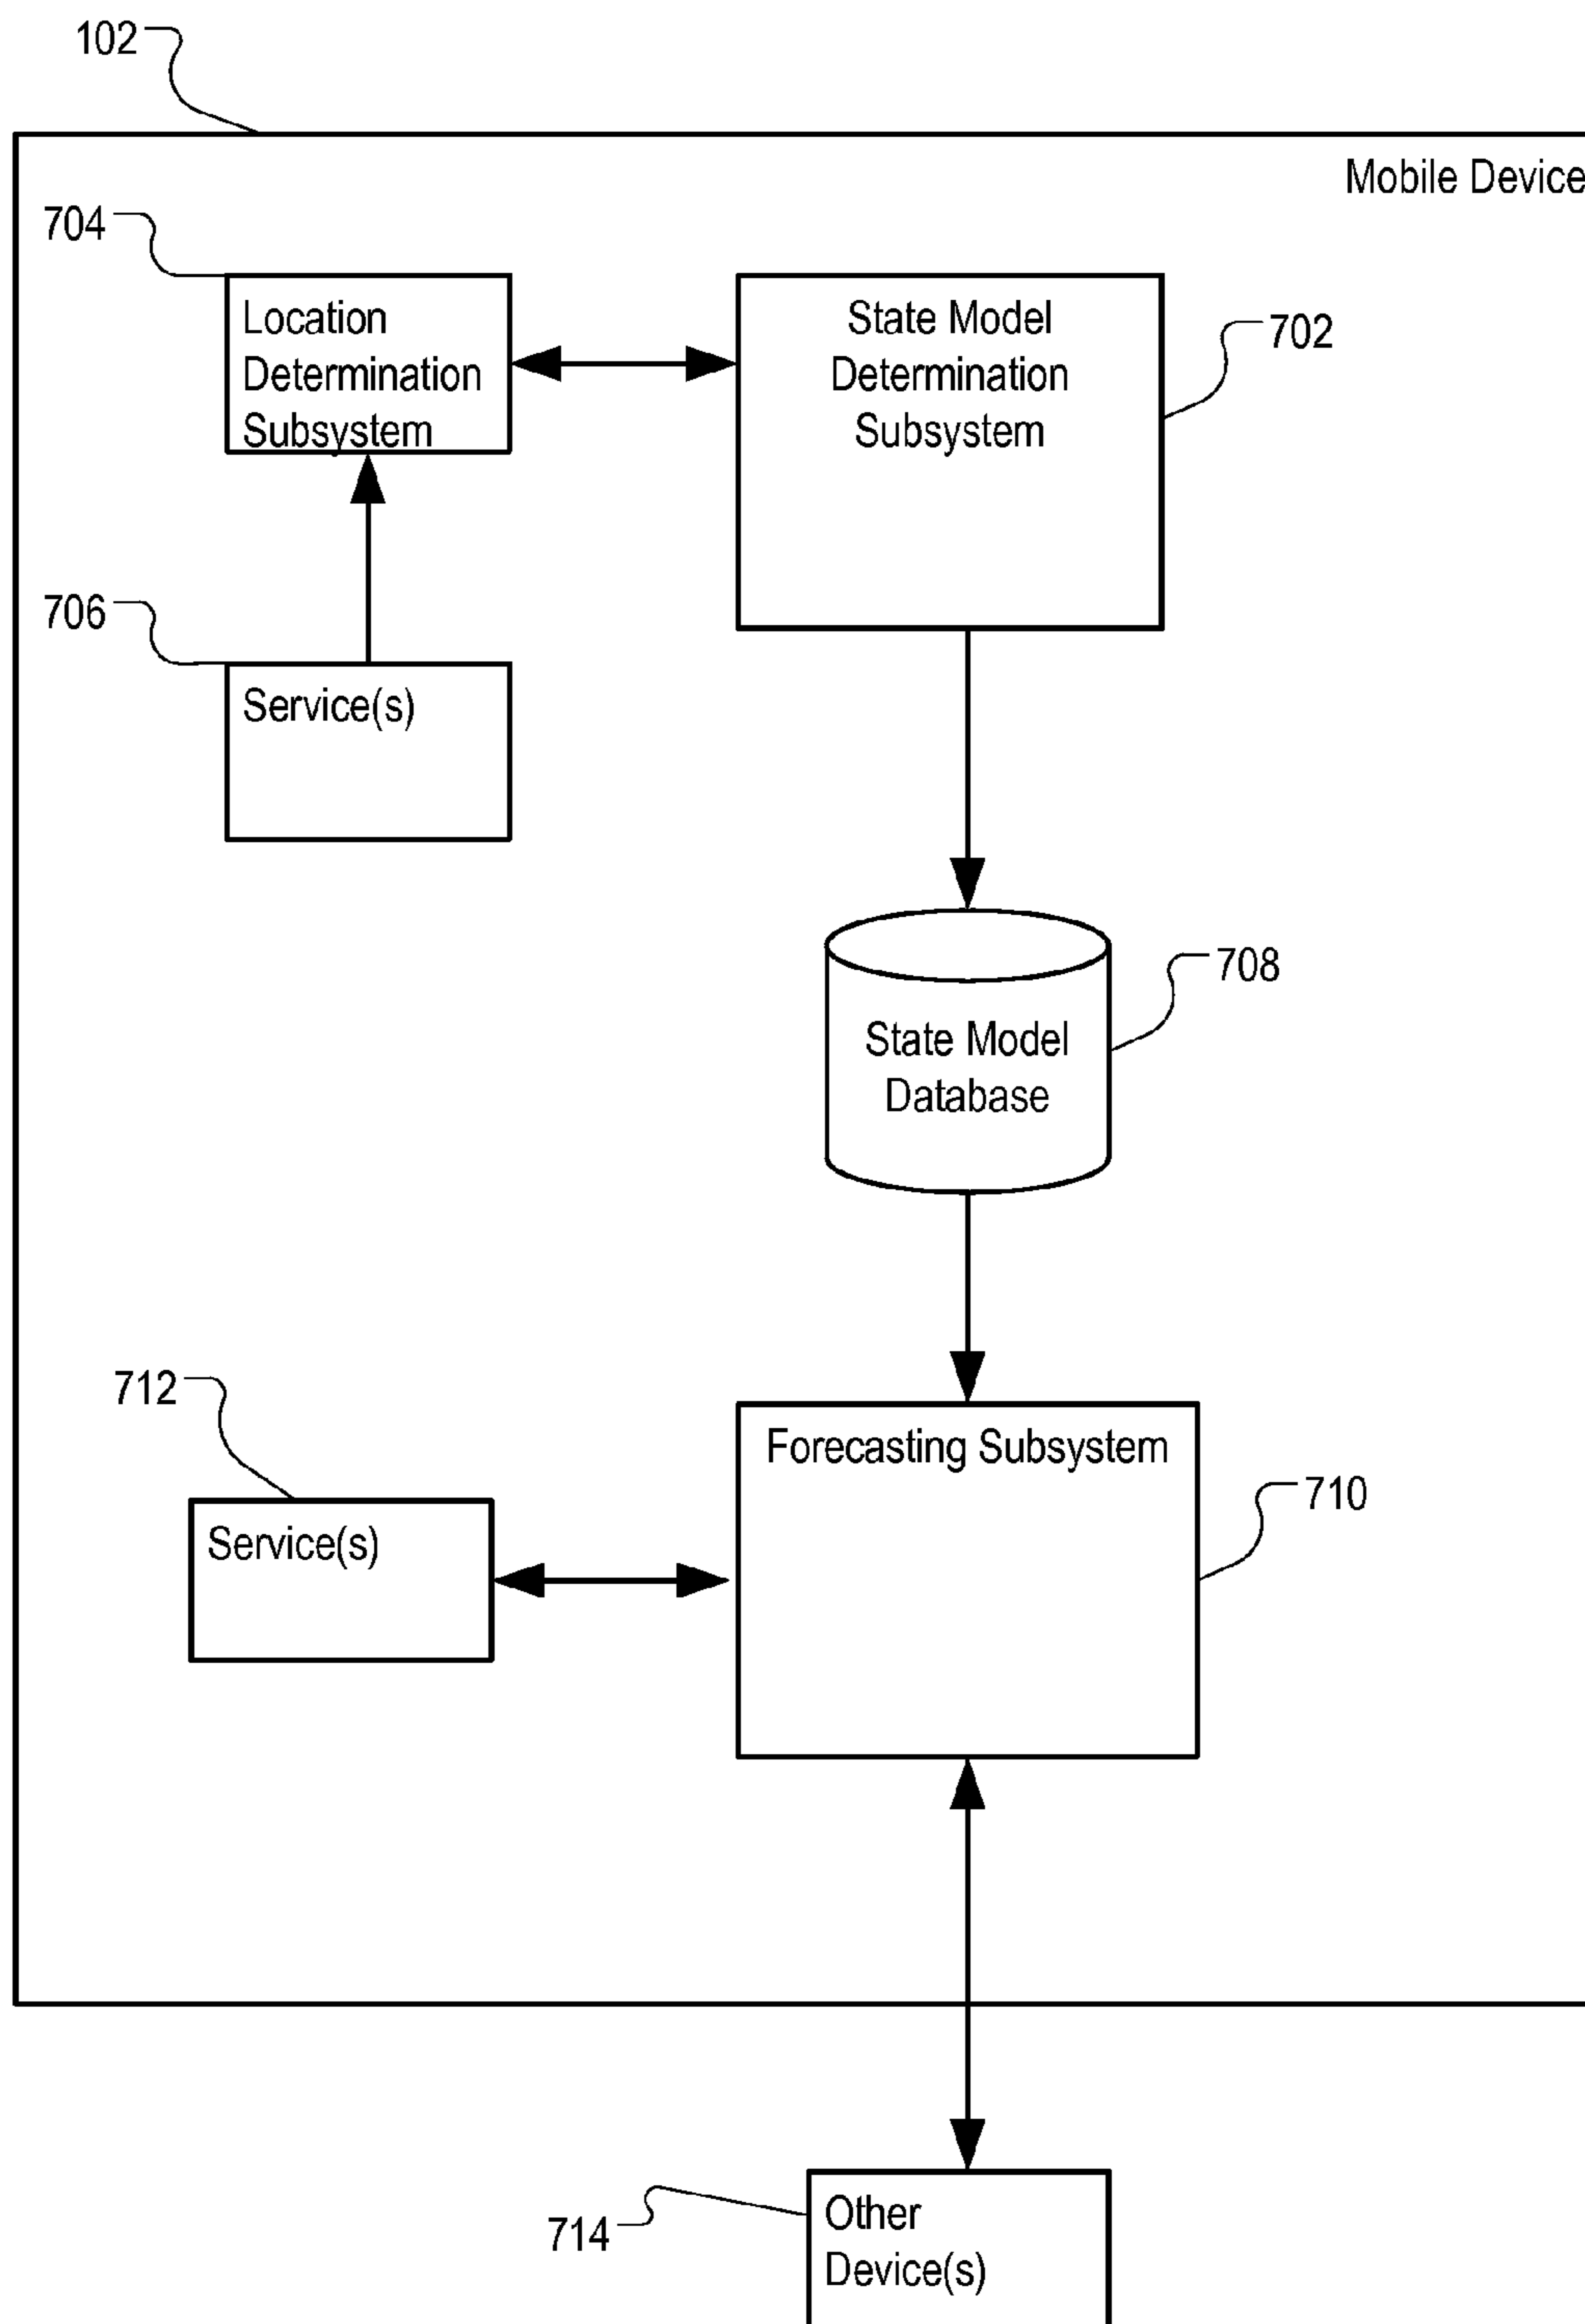 102
Mobile Device
704
Location
Determination
Subsystem
State Model
Determination
Subsystem
702
706
Service(s)
708
State Model
Database
712
Forecasting Subsystem
710
Service(s)
714
Other
Device(s)